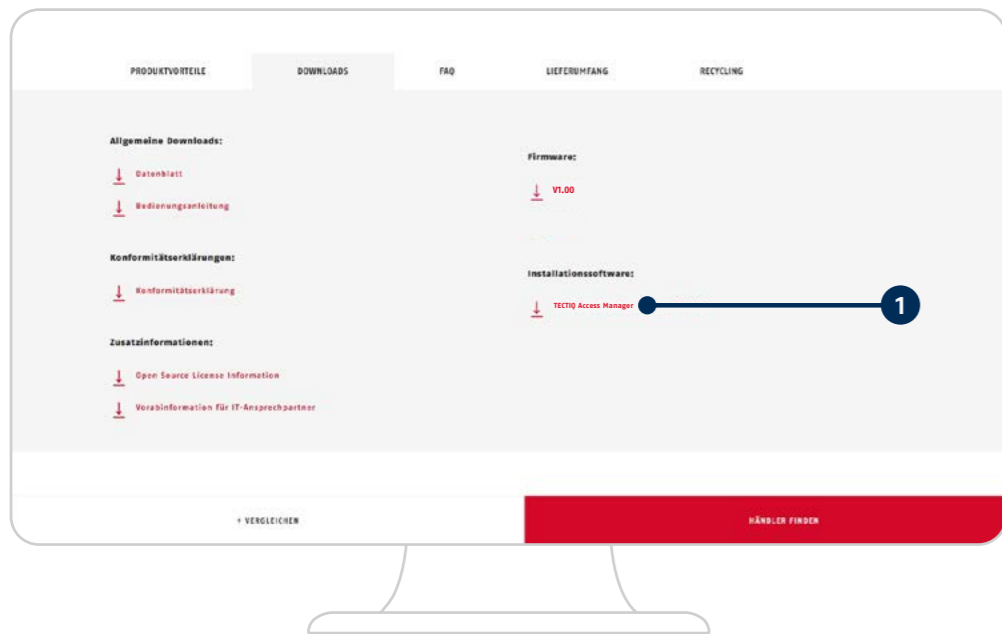 PRODUKTVORTEILE DOWNLOADS FAQ LIEFERUMFANG RECYCLING
Allgemeine Downloads:
Datenblatt
Bedienungsanleitung
Konformitätserklärungen:
Konformitätserklärung
Zusatzinformationen:
Open Source License Information
Vorabinformation für IT-Ansprechpartner
Firmware:
V1.00
Installationssoftware:
TECTIQ Access Manager
1
+ VERGLEICHEN
HÄNDLER FINDEN